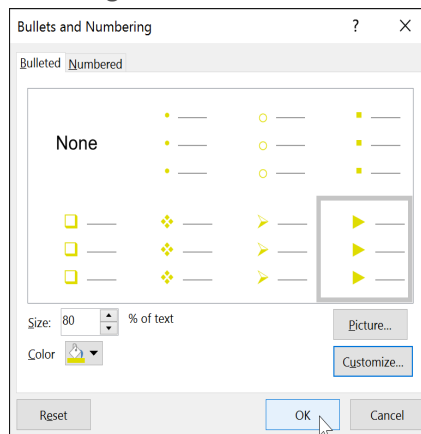 Bullets and Numbering ? X
Bulleted Numbered
None
Size: 80 % of text
Picture...
Color
Customize...
Reset OK Cancel